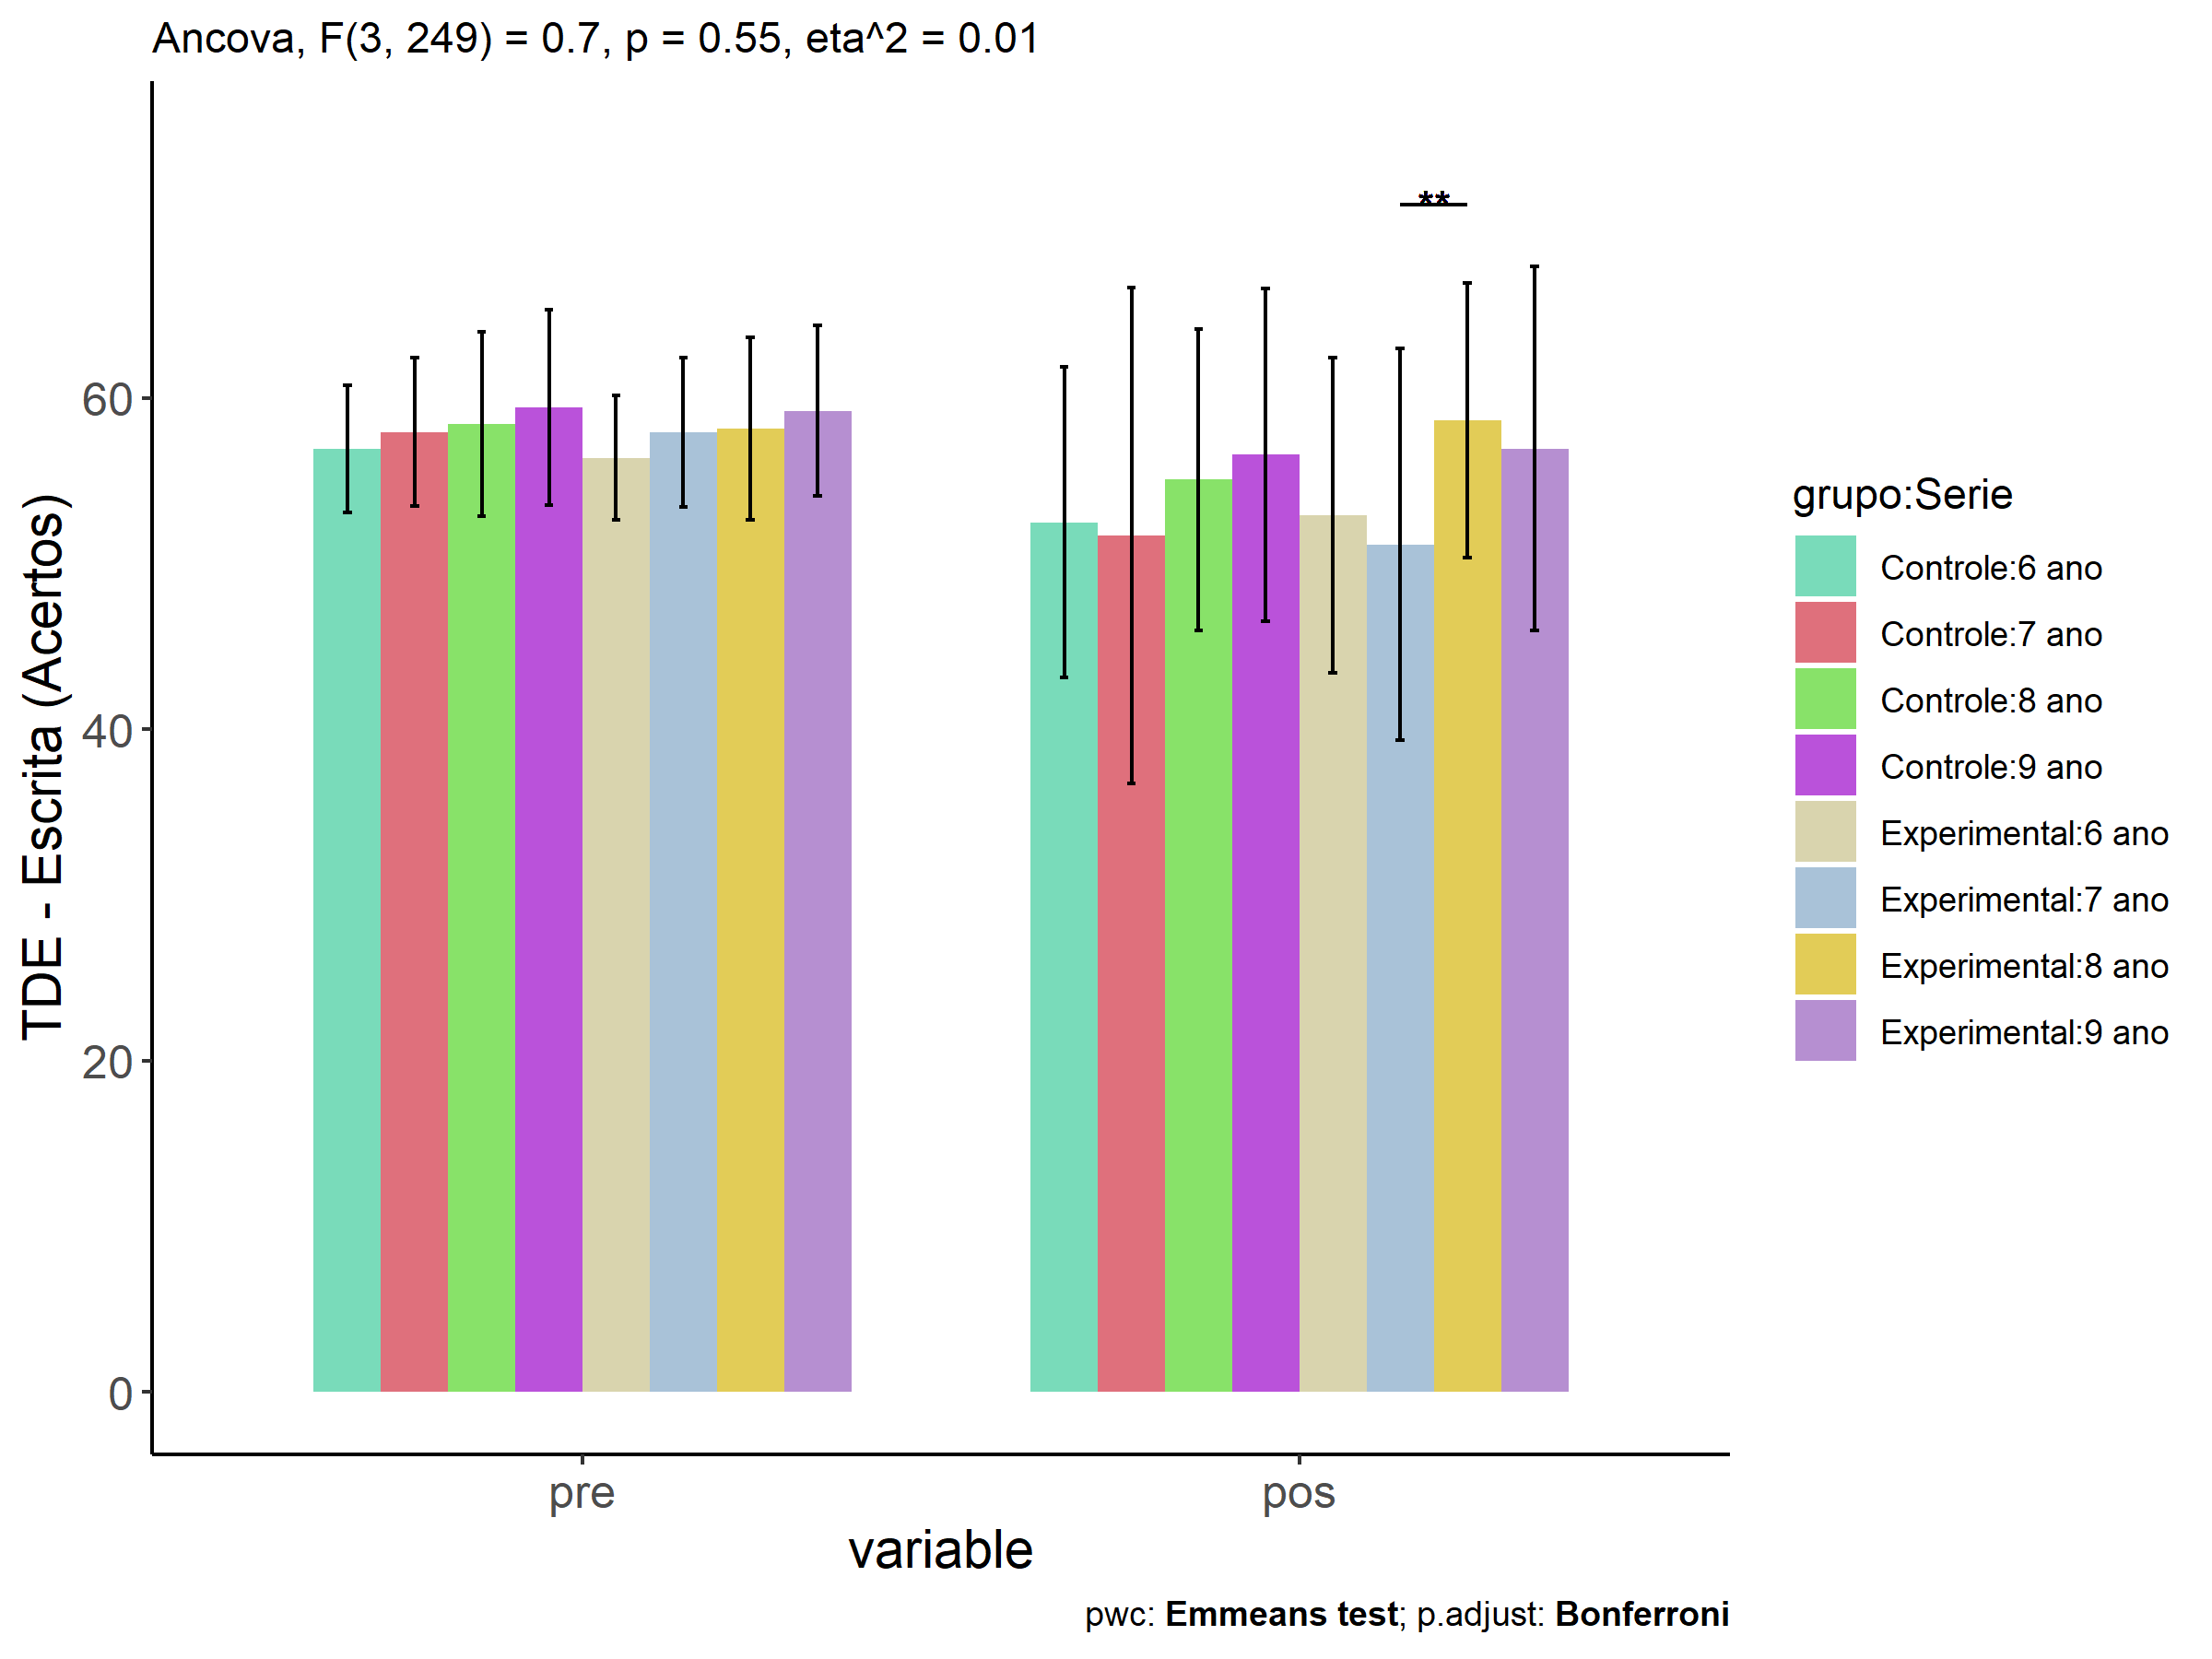 Ancova, F(3, 249) = 0.7, p = 0.55, eta^2 = 0.01
**
60
40
20
0
TDE - Escrita (Acertos)
pre
pos
variable
grupo:Serie
Controle:6 ano
Controle:7 ano
Controle:8 ano
Controle:9 ano
Experimental:6 ano
Experimental:7 ano
Experimental:8 ano
Experimental:9 ano
pwc: Emmeans test; p.adjust: Bonferroni